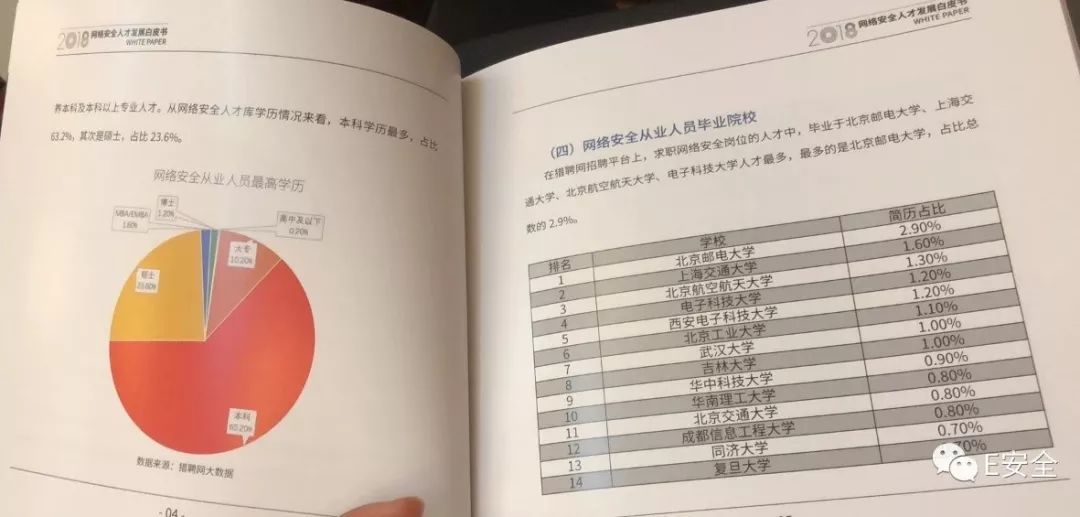 2018 网络安全人才发展白皮书
WHITE PAPER
养本科及本科以上专业人才。从网络安全人才库学历情况来看，本科学历最多，占比
63.2%，其次是硕士，占比 23.6%。
网络安全从业人员最高学历
博士
1.20%
MBA/EMBA
1.60%
高中及以下
0.20%
大专
10.20%
硕士
23.60%
本科
63.20%
数据来源：猎聘网大数据
- 04 -
2018 网络安全人才发展白皮书
WHITE PAPER
（四）网络安全从业人员毕业院校
在猎聘网招聘平台上，求职网络安全岗位的人才中，毕业于北京邮电大学、上海交
通大学、北京航空航天大学、电子科技大学人才最多，最多的是北京邮电大学，占比总
数的 2.9%。
排名 学校 简历占比
1 北京邮电大学 2.90%
2 上海交通大学 1.60%
3 北京航空航天大学 1.30%
4 电子科技大学 1.20%
5 西安电子科技大学 1.20%
6 北京工业大学 1.10%
7 武汉大学 1.00%
8 吉林大学 1.00%
9 华中科技大学 0.90%
10 华南理工大学 0.80%
11 北京交通大学 0.80%
12 成都信息工程大学 0.80%
13 同济大学 0.70%
14 复旦大学
E安全